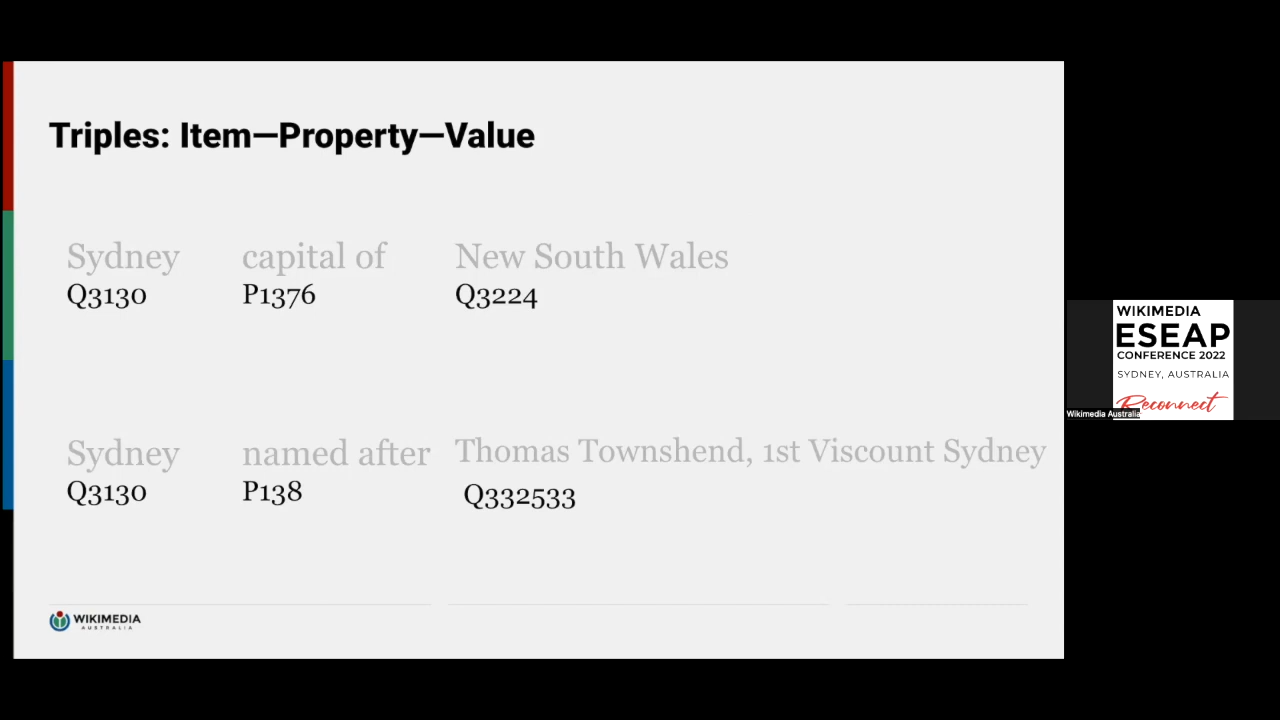 Triples: Item—Property—Value
Sydney capital of New South Wales
Q3130 P1376 Q3224
Sydney named after Thomas Townshend, 1st Viscount Sydney
Q3130 P138 Q332533
WIKIMEDIA
AUSTRALIA
WIKIMEDIA
ESEAP
CONFERENCE 2022
SYDNEY, AUSTRALIA
Reconnect
Wikimedia Australia